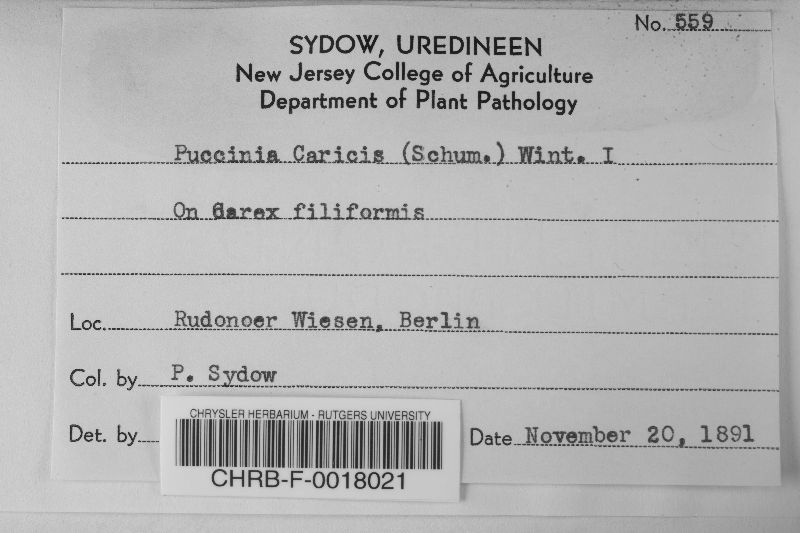 No. 559
SYDOW, UREDINEEN
New Jersey College of Agriculture
Department of Plant Pathology
Puccinia Caricis (Schum.) Wint. I
On Carex filiformis
Loc. Rudonoer Wiesen, Berlin
Col. by P. Sydow
Det. by
Date November 20, 1891
CHRYSLER HERBARIUM - RUTGERS UNIVERSITY
CHRB-F-0018021